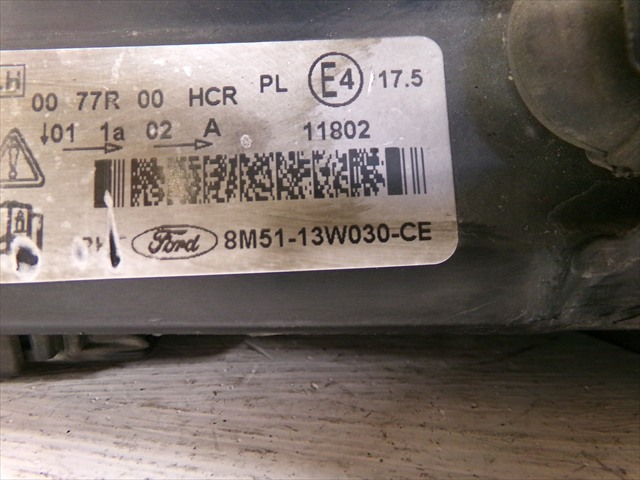 00 77R 00 HCR PL E4 17.5
01 1a 02 A 11802
Ford 8M51-13W030-CE